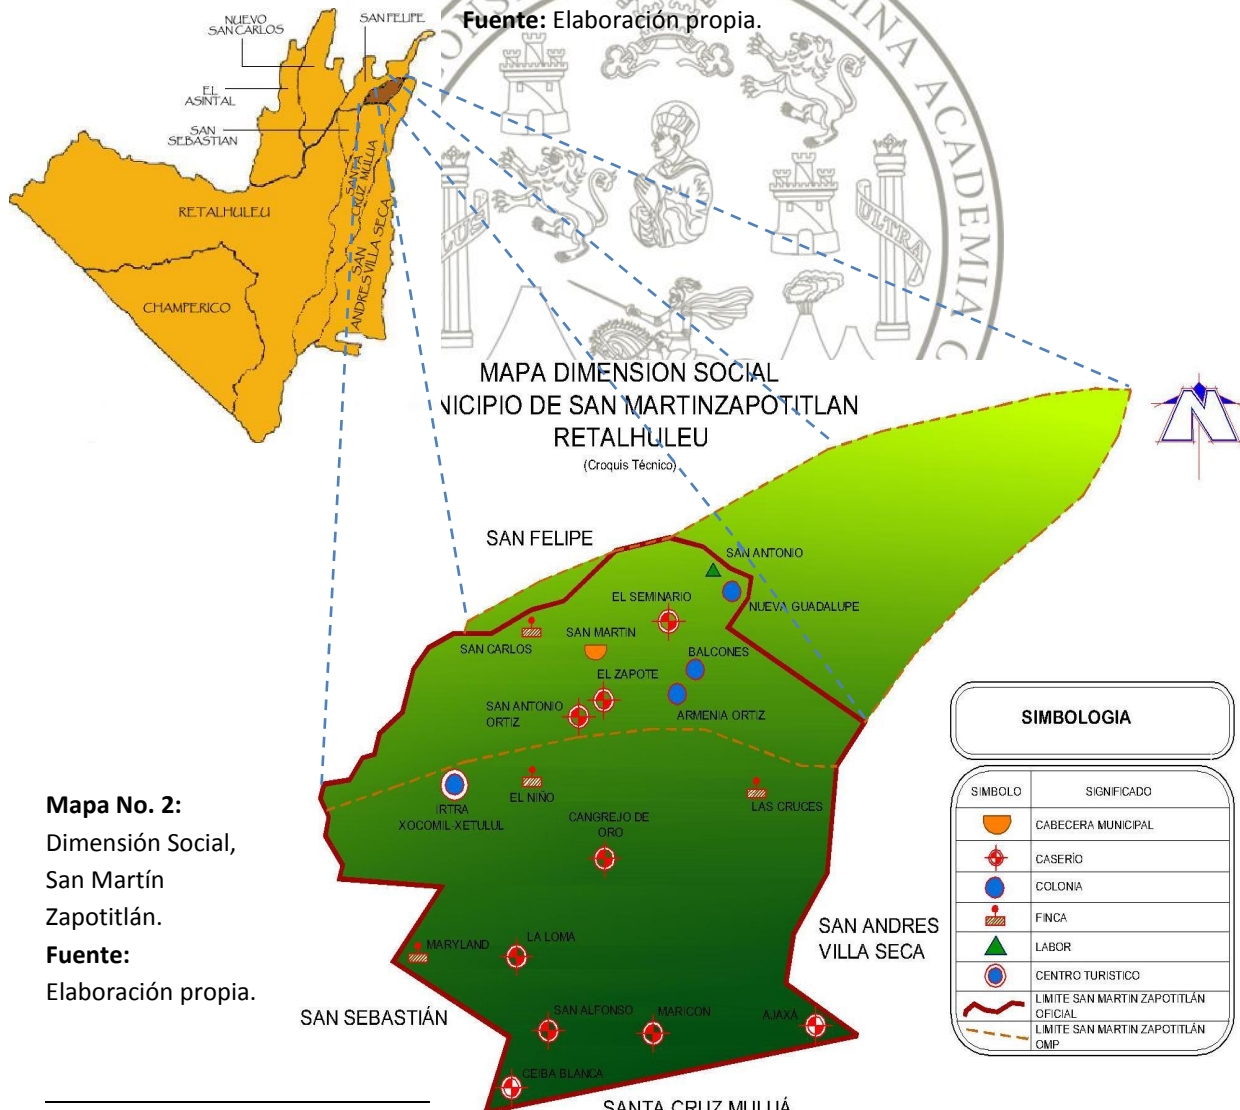 Fuente: Elaboración propia.
NUEVO
SAN CARLOS
SAN FELIPE
EL
ASINTAL
SAN
SEBASTIAN
SANTA
CRUZ MULUA
SAN
ANDRES VILLA SECA
RETALHULEU
CHAMPERICO
ACADEMIA
PLUS
ULTRA
MAPA DIMENSION SOCIAL
NICIPIO DE SAN MARTINZAPOTITLAN
RETALHULEU
(Croquis Técnico)
N
SAN FELIPE
SAN ANTONIO
NUEVA GUADALUPE
EL SEMINARIO
SAN CARLOS
SAN MARTIN
BALCONES
EL ZAPOTE
SAN ANTONIO
ORTIZ
ARMENIA ORTIZ
IRTRA
XOCOMIL-XETULUL
EL NIÑO
LAS CRUCES
CANGREJO DE
ORO
MARYLAND
LA LOMA
SAN ANDRES
VILLA SECA
SAN SEBASTIÁN
SAN ALFONSO
MARICON
AJAXÁ
CEIBA BLANCA
SANTA CRUZ MULUÁ
SIMBOLOGIA
SIMBOLO SIGNIFICADO
CABECERA MUNICIPAL
CASERÍO
COLONIA
FINCA
LABOR
CENTRO TURISTICO
LIMITE SAN MARTIN ZAPOTITLÁN
OFICIAL
LIMITE SAN MARTIN ZAPOTITLÁN
OMP
Mapa No. 2:
Dimensión Social,
San Martín
Zapotitlán.
Fuente:
Elaboración propia.